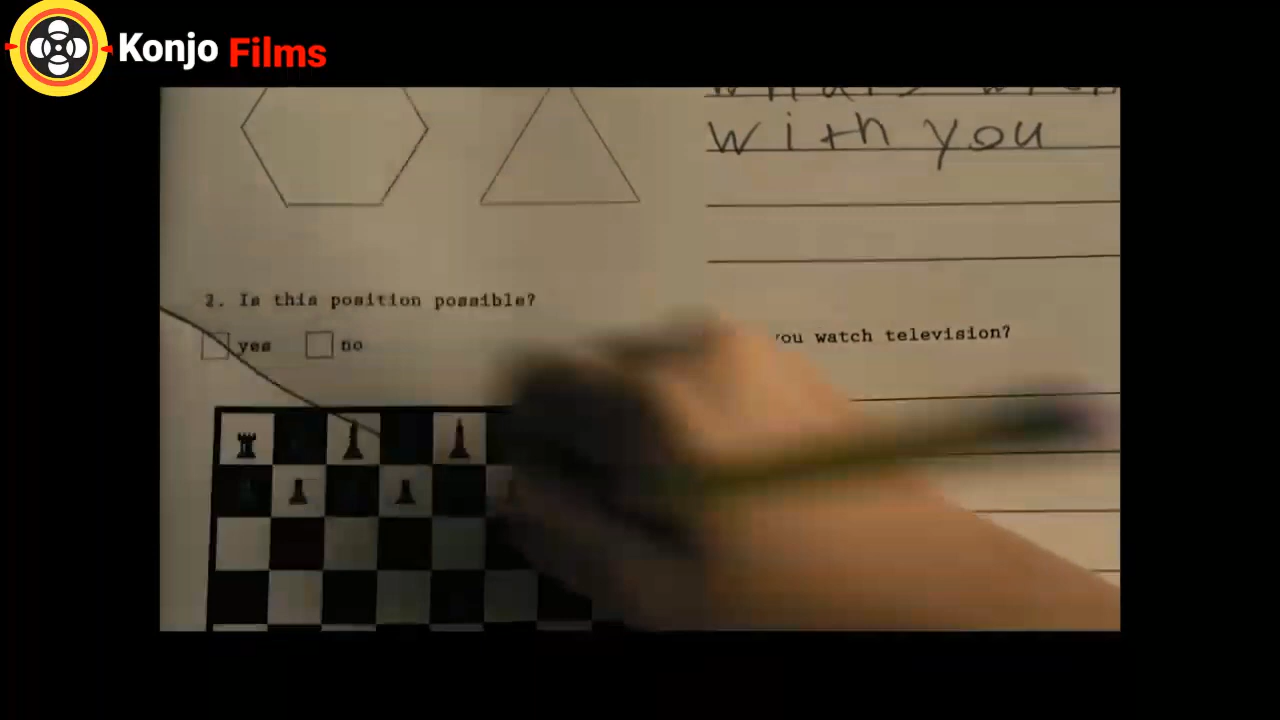 Konjo Films
with you
2. Is this position possible?
yes no
you watch television?